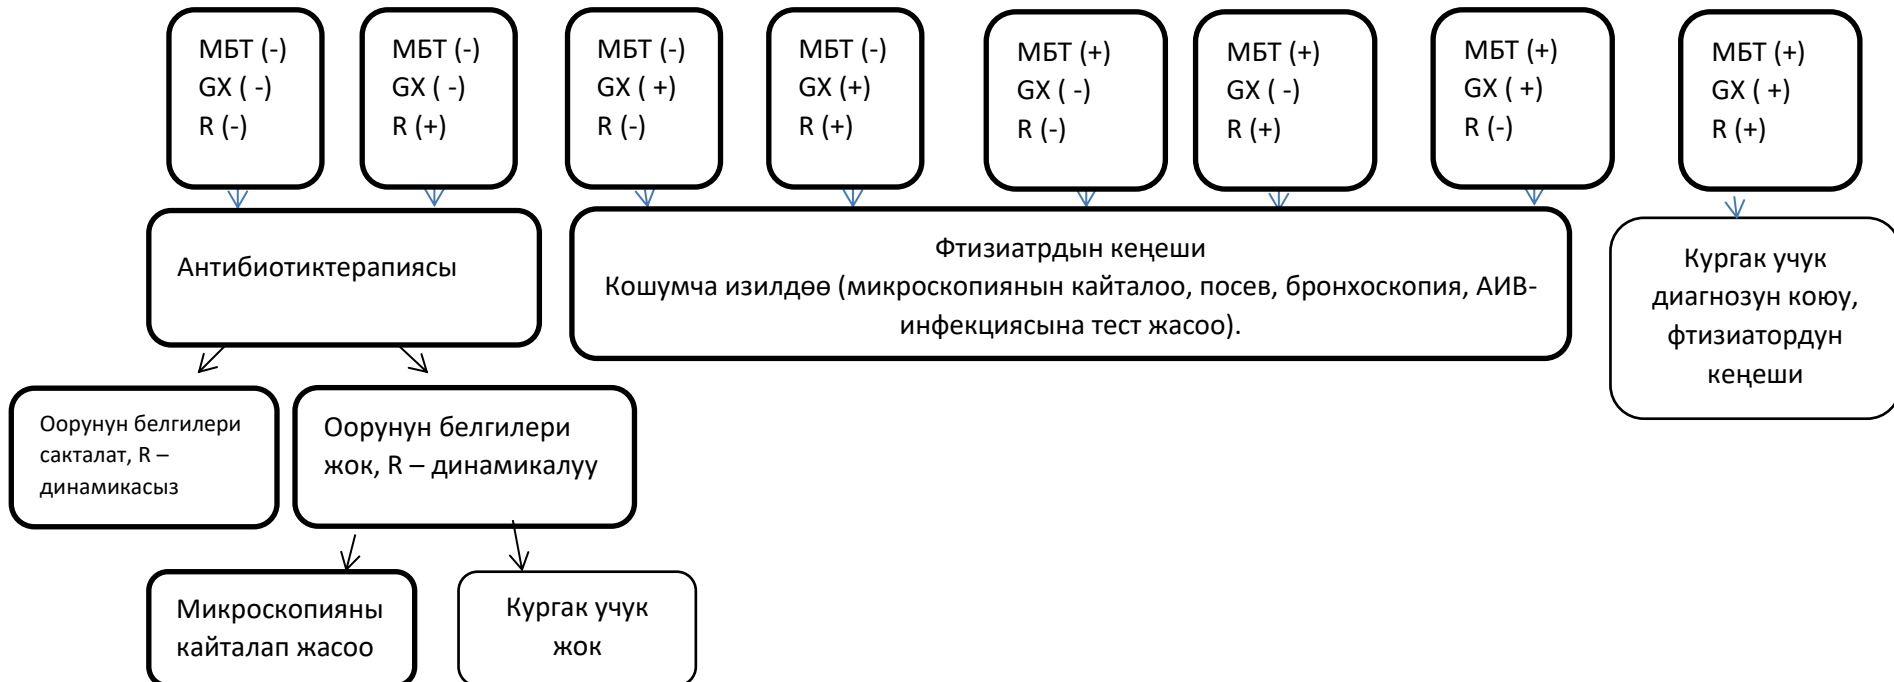 МБТ (-)
GX ( -)
R (-)
МБТ (-)
GX ( -)
R (+)
МБТ (-)
GX ( +)
R (-)
МБТ (-)
GX (+)
R (+)
МБТ (+)
GX ( -)
R (-)
МБТ (+)
GX ( -)
R (+)
МБТ (+)
GX ( +)
R (-)
МБТ (+)
GX ( +)
R (+)
Антибиотиктерапиясы
Фтизиатрдын кеңеши
Кошумча изилдөө (микроскопиянын кайталоо, посев, бронхоскопия, АИВ-
инфекциясына тест жасоо).
Кургак учук
диагнозун коюу,
фтизиатордун
кеңеши
Оорунун белгилери
сакталат, R –
динамикасыз
Оорунун белгилери
жок, R – динамикалуу
Микроскопияны
кайталап жасоо
Кургак учук
жок